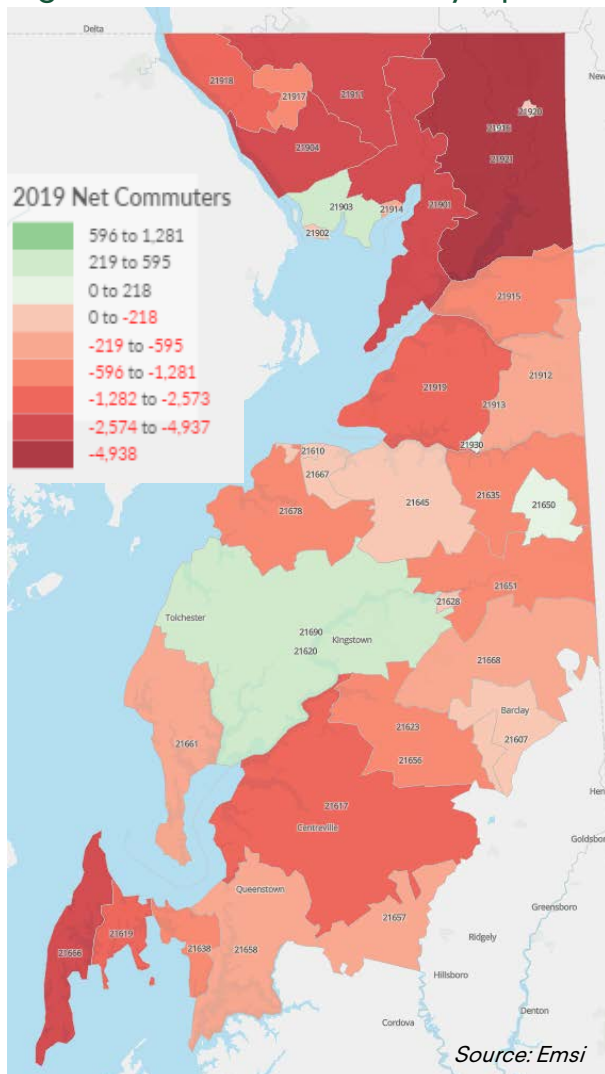 Delta
New
21918
21917
21911
21920
21904
21921
21903
21914
21901
21902
2019 Net Commuters
596 to 1,281
219 to 595
0 to 218
0 to -218
-219 to -595
-596 to -1,281
-1,282 to -2,573
-2,574 to -4,937
-4,938
21915
21919
21912
21913
21930
21610
21667
21645
21635
21650
21678
21651
21628
Tolchester
21690
Kingstown
21620
21668
Barclay
21661
21623
21607
21656
Hen
21617
Centreville
Goldsbo
Queenstown
Greensboro
21657
21666
21619
21638
21658
Ridgely
Hillsboro
Denton
Cordova
Source: Emsi